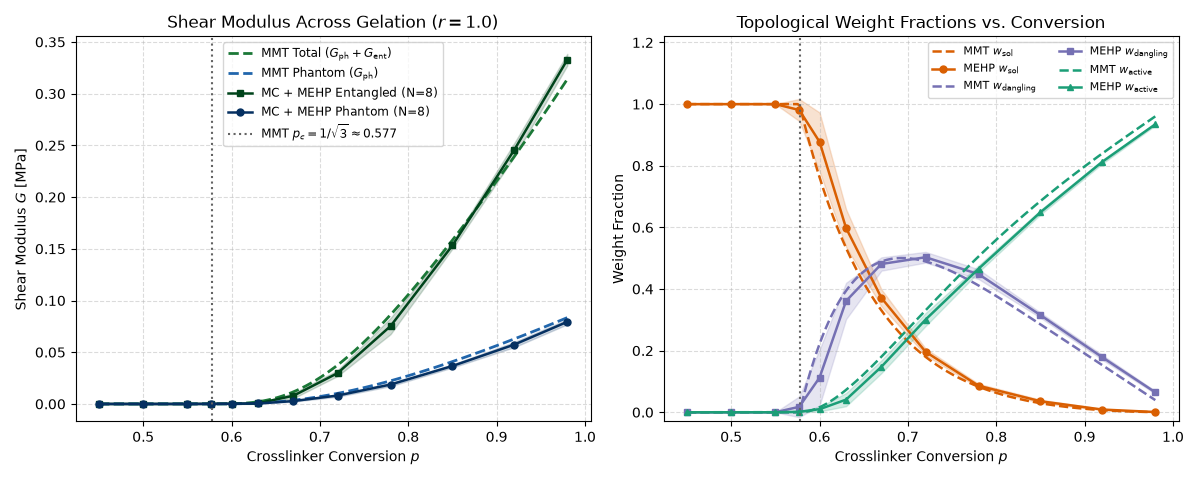 Shear Modulus Across Gelation (r = 1.0)
Shear Modulus G [MPa]
0.35
0.30
0.25
0.20
0.15
0.10
0.05
0.00
MMT Total (G_ph + G_ent)
MMT Phantom (G_ph)
MC + MEHP Entangled (N=8)
MC + MEHP Phantom (N=8)
MMT p_c = 1/√3 ≈ 0.577
0.5 0.6 0.7 0.8 0.9 1.0
Crosslinker Conversion p
Topological Weight Fractions vs. Conversion
Weight Fraction
1.2
1.0
0.8
0.6
0.4
0.2
0.0
MMT w_sol
MEHP w_sol
MMT w_dangling
MEHP w_dangling
MMT w_active
MEHP w_active
0.5 0.6 0.7 0.8 0.9 1.0
Crosslinker Conversion p